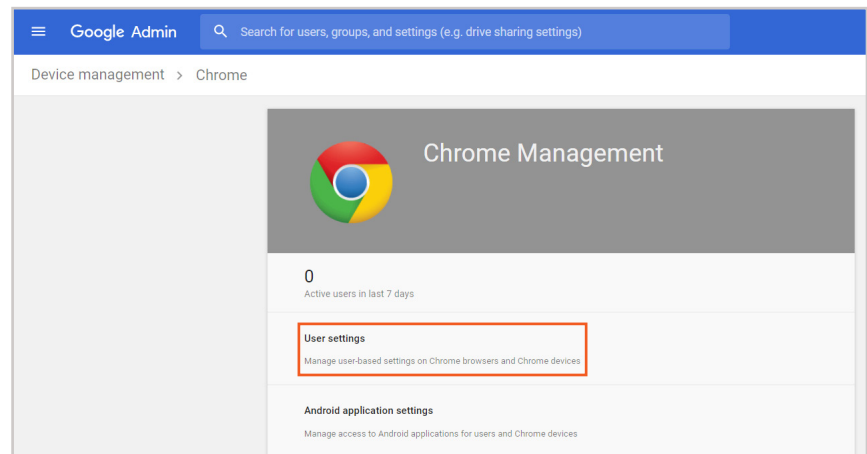 Google Admin
Search for users, groups, and settings (e.g. drive sharing settings)
Device management > Chrome
Chrome Management
0
Active users in last 7 days
User settings
Manage user-based settings on Chrome browsers and Chrome devices
Android application settings
Manage access to Android applications for users and Chrome devices